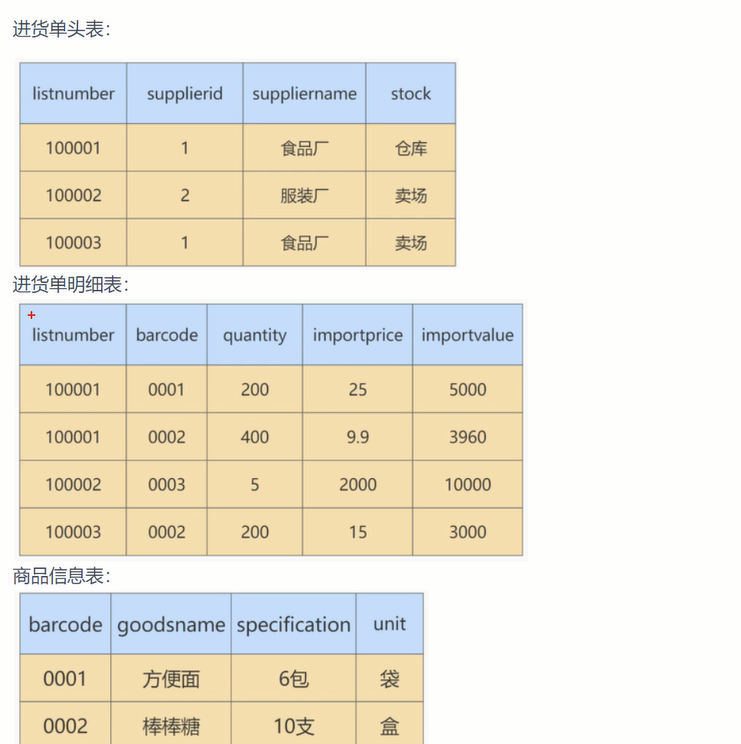 进货单头表：
listnumber supplierid suppliername stock
100001 1 食品厂 仓库
100002 2 服装厂 卖场
100003 1 食品厂 卖场
进货单明细表：
listnumber barcode quantity importprice importvalue
100001 0001 200 25 5000
100001 0002 400 9.9 3960
100002 0003 5 2000 10000
100003 0002 200 15 3000
商品信息表：
barcode goodsname specification unit
0001 方便面 6包 袋
0002 棒棒糖 10支 盒